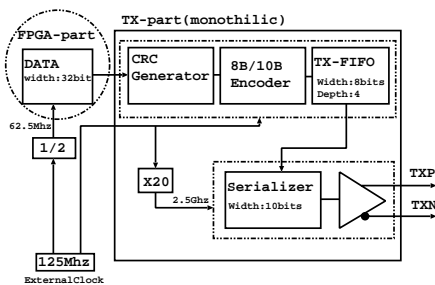 TX-part(monothilic)
FPGA-part
DATA
width:32bit
CRC
Generator
8B/10B
Encoder
TX-FIFO
Width:8bits
Depth:4
62.5Mhz
1/2
X20
2.5Ghz
Serializer
Width:10bits
TXP
TXN
125Mhz
ExternalClock